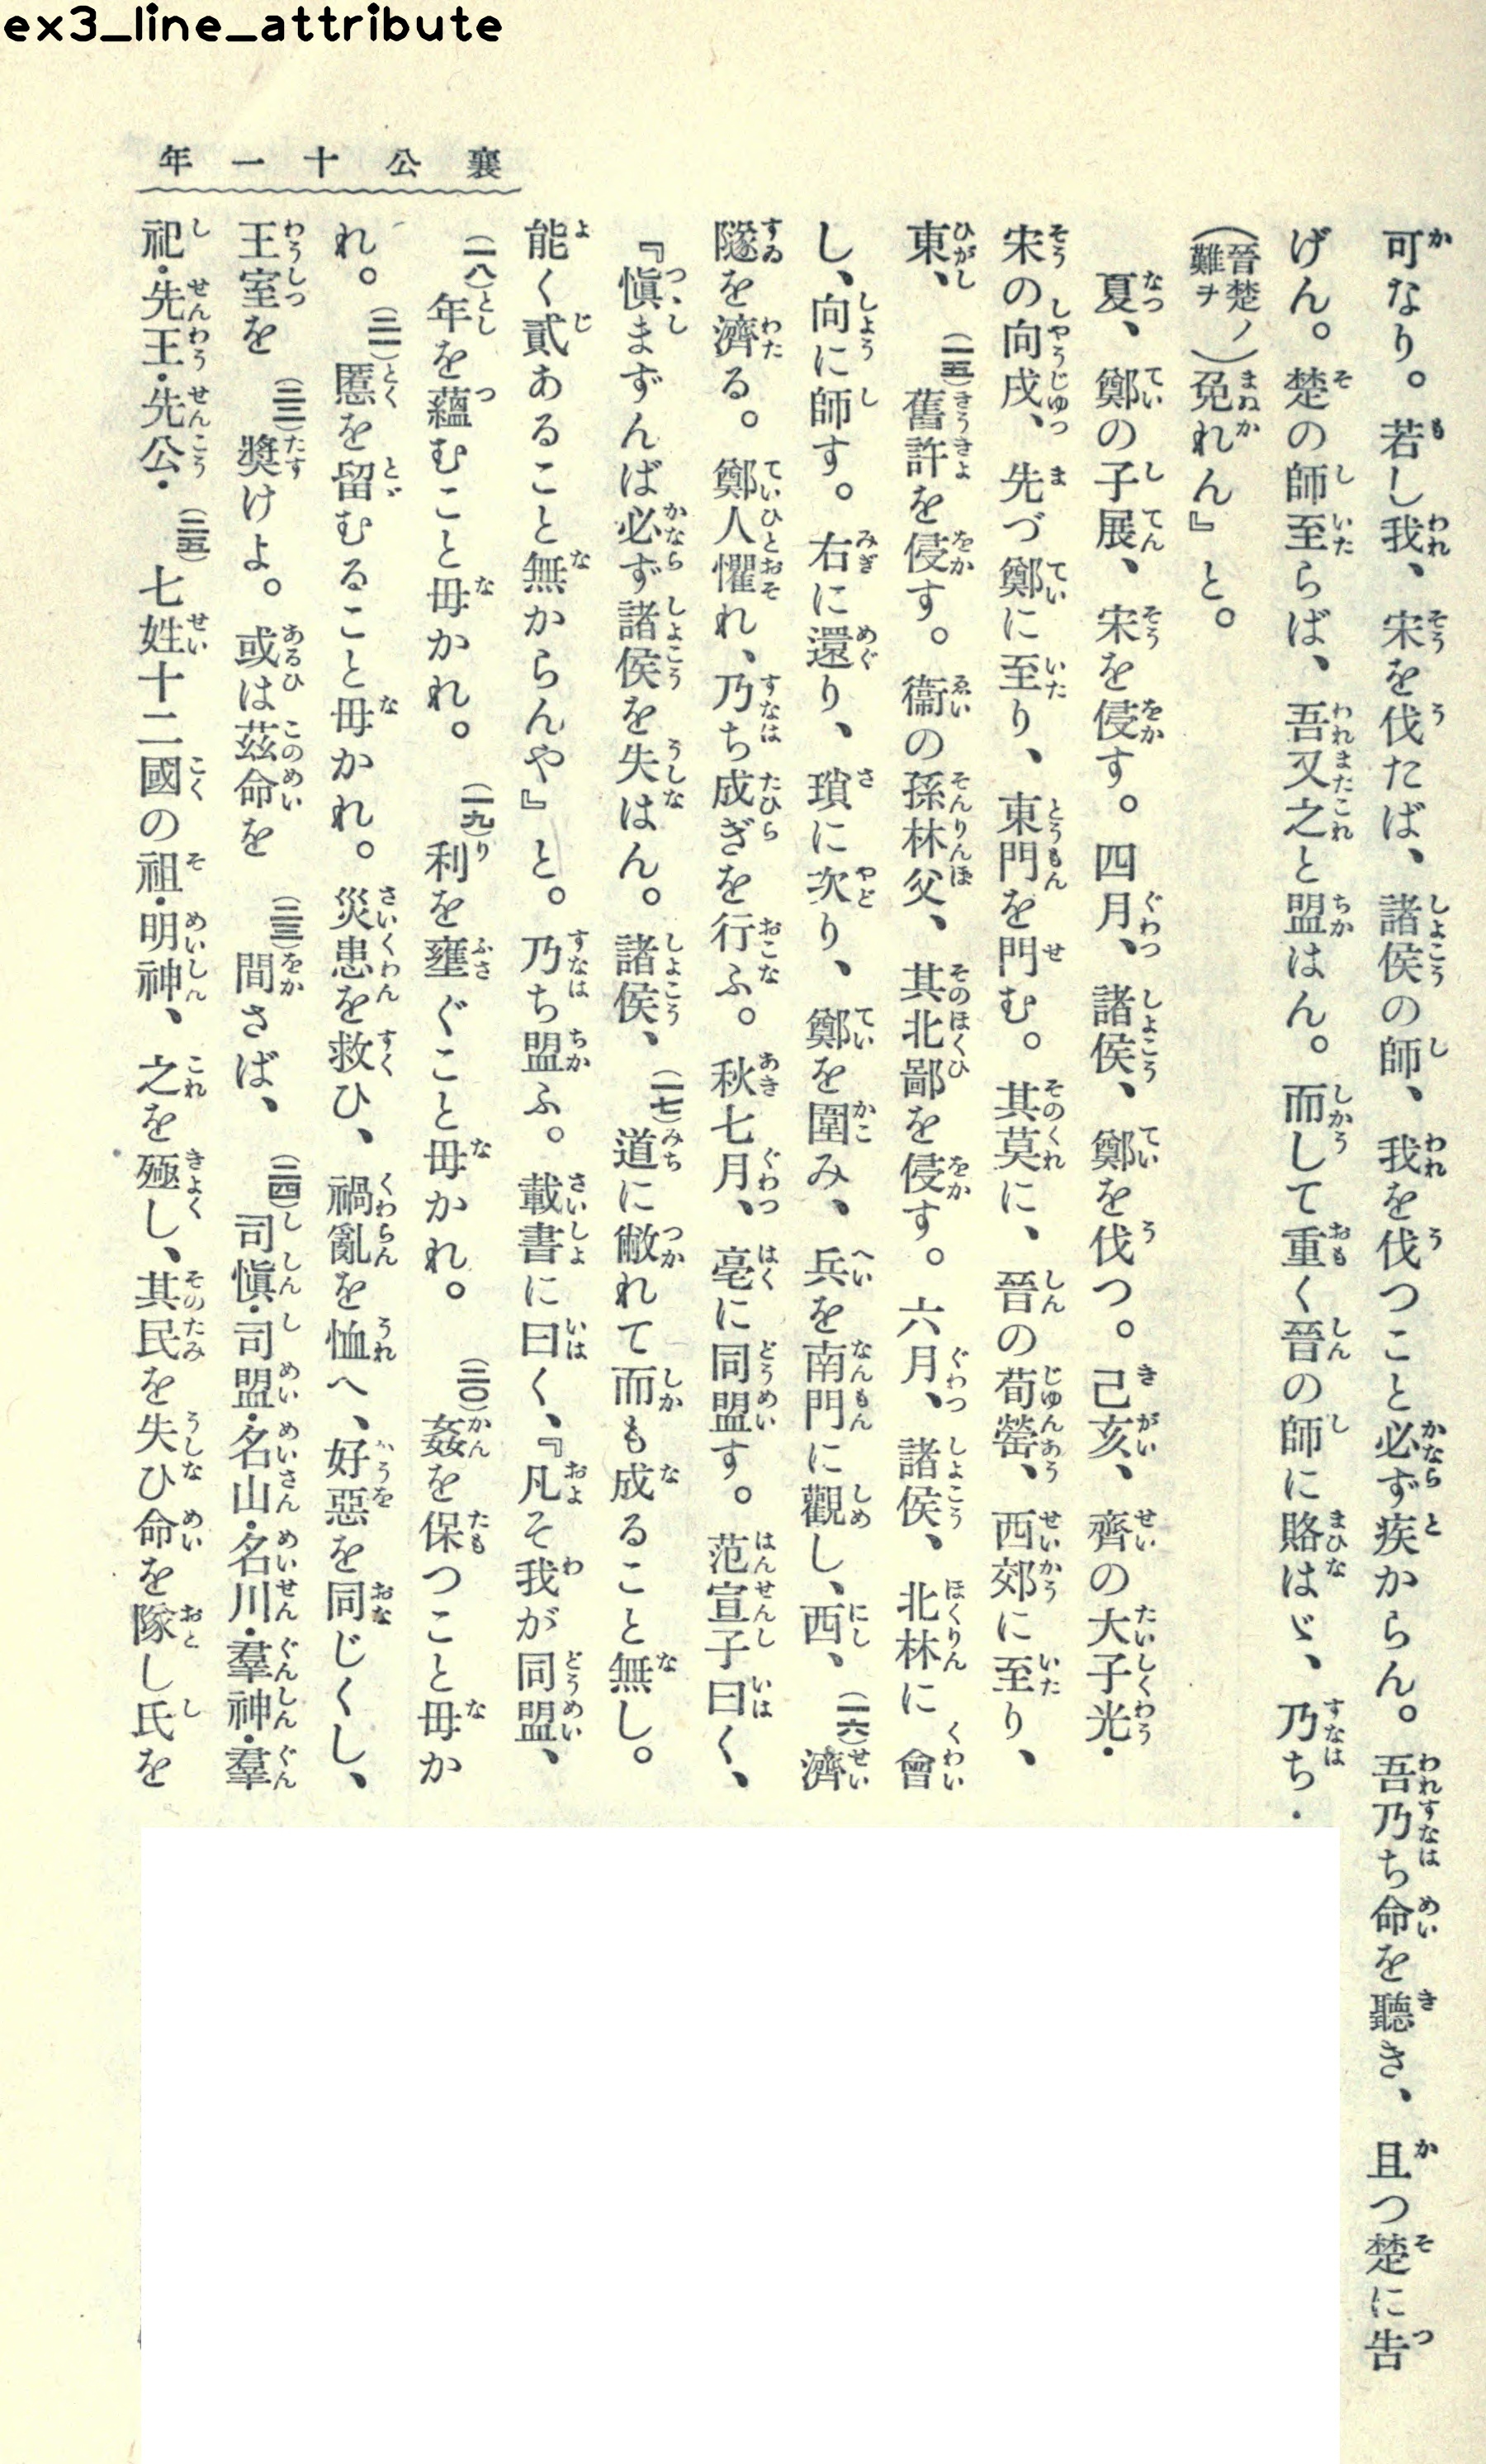 ex3_line_attribute
襄公十一年
可なり。若し我、宋を伐たば、諸侯の師、我を伐つこと必ず疾からん。吾乃ち命を聽き、且つ楚に告
げん。楚の師至らば、吾又之と盟はん。而して重く晉の師に賂はゞ、乃ち・
(晉楚ノ難ヲ)免れん』と。
夏、鄭の子展、宋を侵す。四月、諸侯、鄭を伐つ。己亥、齊の大子光・
宋の向戌、先づ鄭に至り、東門を門む。其莫に、晉の荀罃、西郊に至り、
東、(一五)舊許を侵す。衞の孫林父、其北鄙を侵す。六月、諸侯、北林に會
し、向に師す。右に還り、瑣に次り、鄭を圍み、兵を南門に觀し、西、(一六)濟
隧を濟る。鄭人懼れ、乃ち成ぎを行ふ。秋七月、亳に同盟す。范宣子曰く、
『愼まずんば必ず諸侯を失はん。諸侯、(一七)道に敝れて而も成ること無し。
能く貳あること無からんや』と。乃ち盟ふ。載書に曰く、『凡そ我が同盟、
(一八)年を蘊むこと毋かれ。(一九)利を壅ぐこと毋かれ。(二〇)姦を保つこと毋か
れ。(二一)慝を留むること毋かれ。災患を救ひ、禍亂を恤へ、好惡を同じくし、
王室を(二二)奬けよ。或は茲命を(二三)間さば、(二四)司愼・司盟・名山・名川・羣神・羣
祀・先王・先公・(二五)七姓十二國の祖・明神、之を殛し、其民を失ひ命を隊し氏を